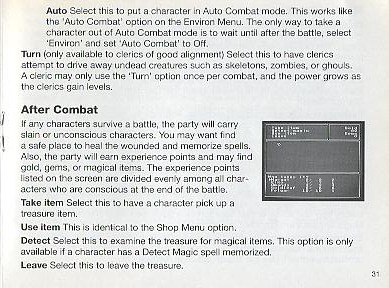 Auto Select this to put a character in Auto Combat mode. This works like
the 'Auto Combat' option on the Environ Menu. The only way to take a
character out of Auto Combat mode is to wait until after the battle, select
'Environ' and set 'Auto Combat' to Off.
Turn (only available to clerics of good alignment) Select this to have clerics
attempt to drive away undead creatures such as skeletons, zombies, or ghouls.
A cleric may only use the 'Turn' option once per combat, and the power grows as
the clerics gain levels.
After Combat
If any characters survive a battle, the party will carry
slain or unconscious characters. You may want find
a safe place to heal the wounded and memorize spells.
Also, the party will earn experience points and may find
gold, gems, or magical items. The experience points
listed on the screen are divided evenly among all char-
acters who are conscious at the end of the battle.
Take item Select this to have a character pick up a
treasure item.
Use item This is identical to the Shop Menu option.
Detect Select this to examine the treasure for magical items. This option is only
available if a character has a Detect Magic spell memorized.
Leave Select this to leave the treasure.
31